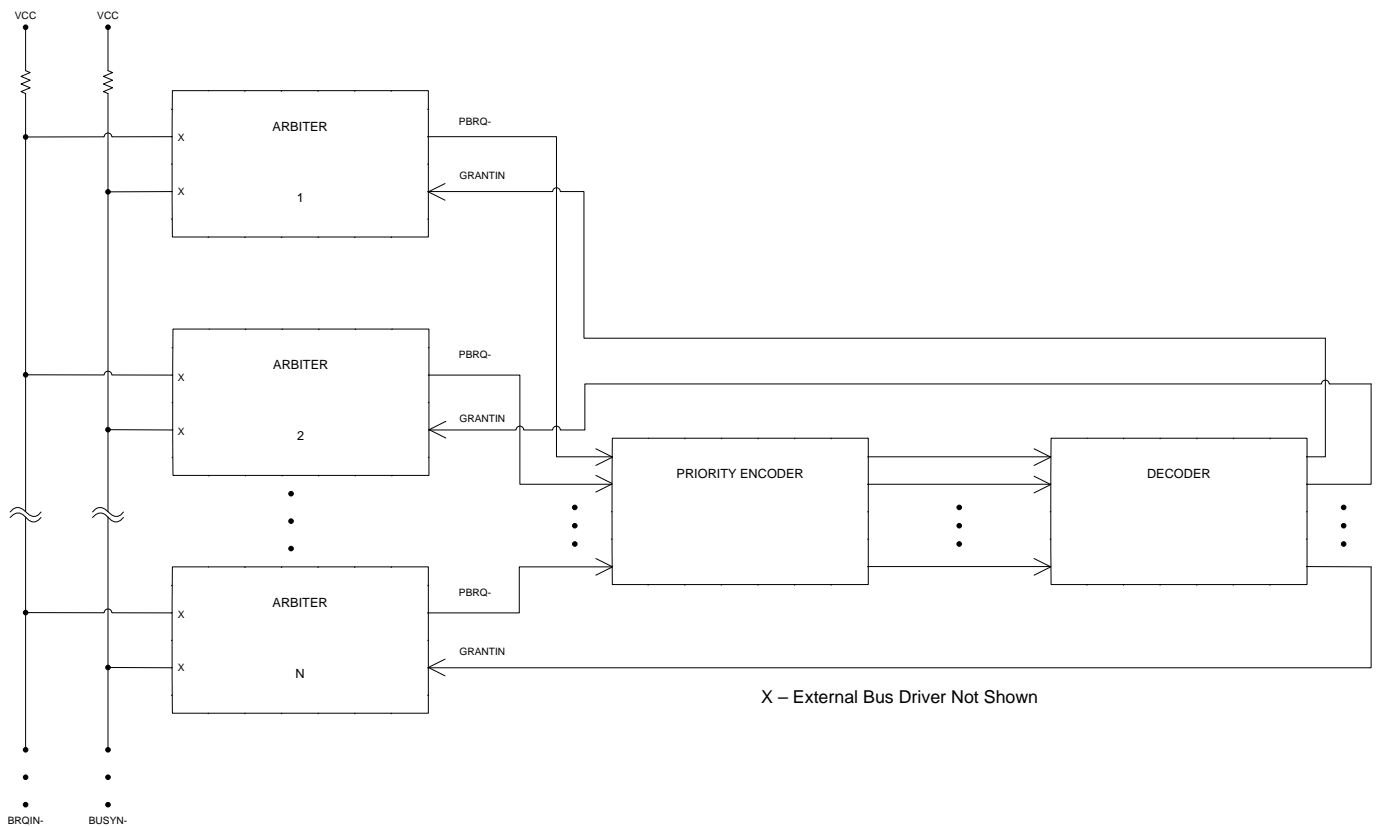 VCC
VCC
ARBITER
1
X
X
PBRQ-
GRANTIN
ARBITER
2
X
X
PBRQ-
GRANTIN
PRIORITY ENCODER
DECODER
ARBITER
N
X
X
PBRQ-
GRANTIN
X – External Bus Driver Not Shown
BRQIN-
BUSYN-